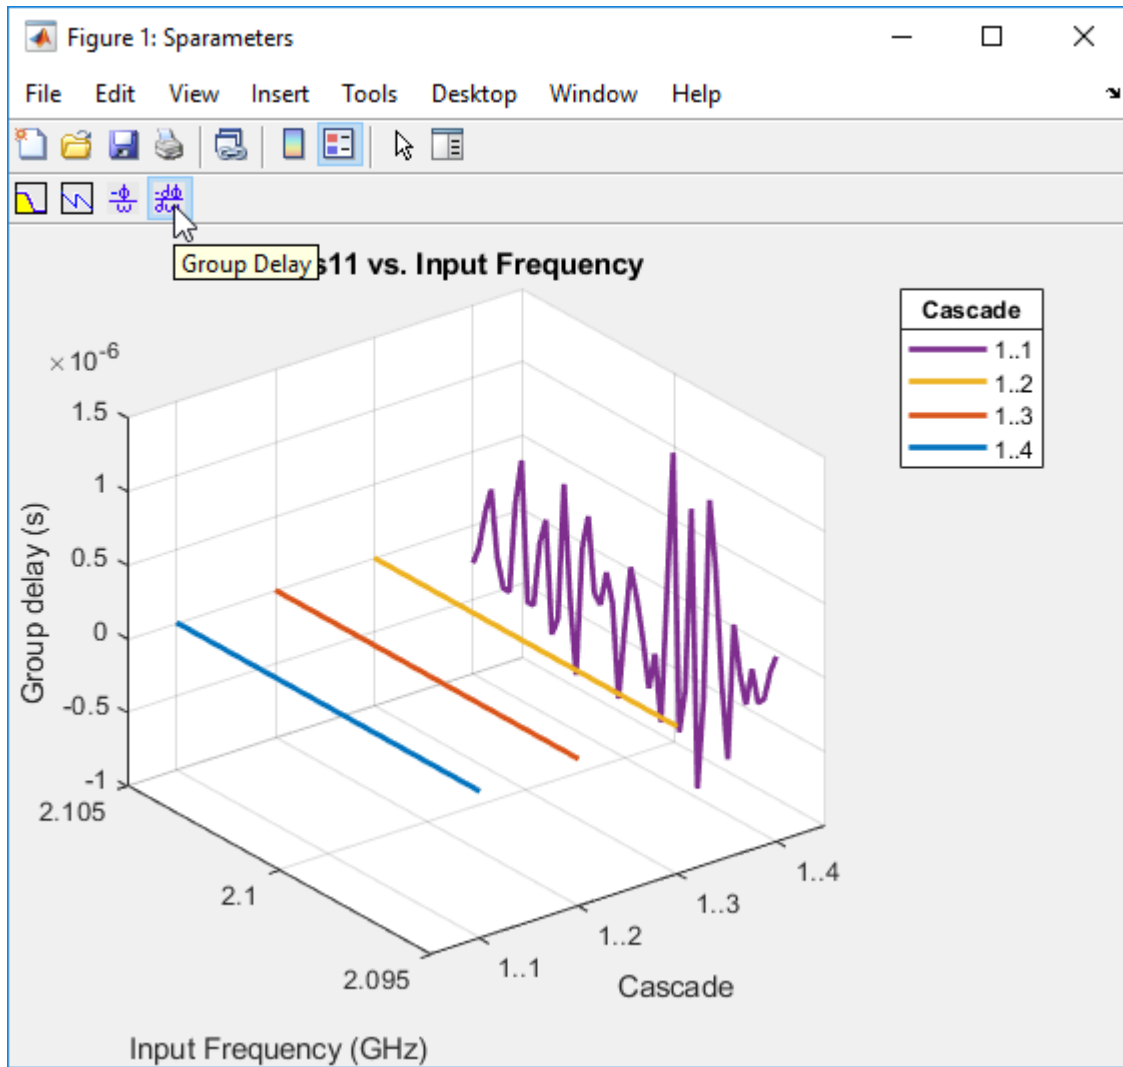 Figure 1: Sparameters
File Edit View Insert Tools Desktop Window Help
-ϕ
ω
-dϕ
dω
Group Delay
s11 vs. Input Frequency
Cascade
1..1
1..2
1..3
1..4
×10-6
1.5
1
0.5
0
-0.5
-1
Group delay (s)
2.105
2.1
2.095
Input Frequency (GHz)
1..1
1..2
1..3
1..4
Cascade